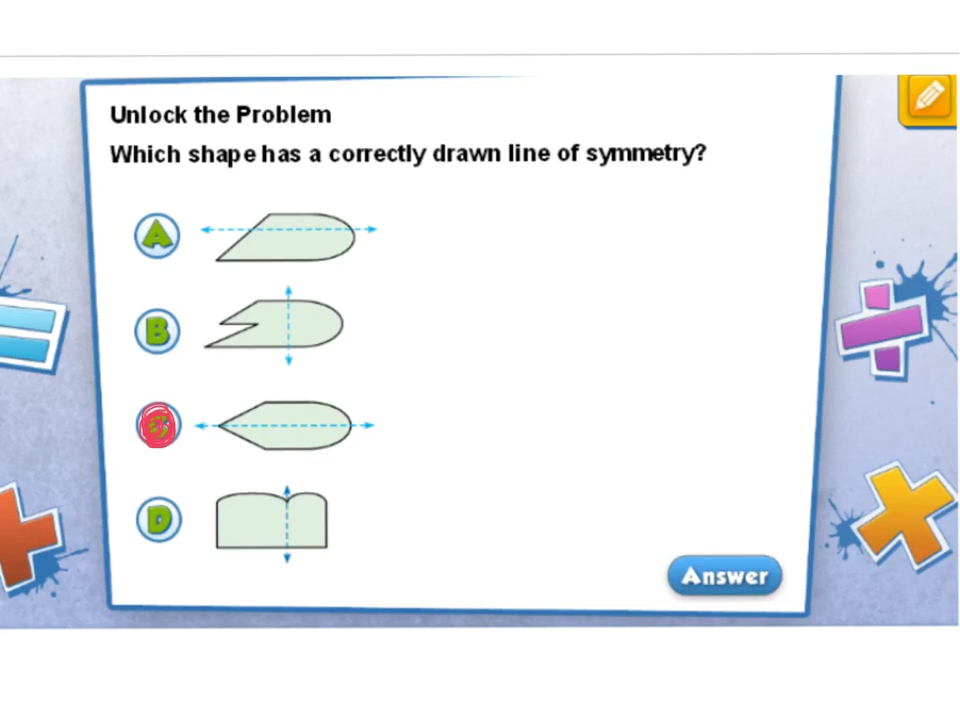 Unlock the Problem
Which shape has a correctly drawn line of symmetry?
A
B
D
Answer